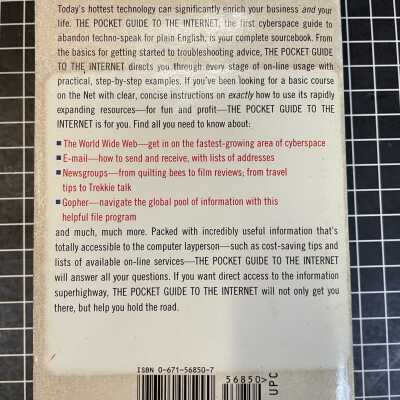 Today's hottest technology can significantly enrich your business and your
life. THE POCKET GUIDE TO THE INTERNET, the first cyberspace guide to
abandon techno-speak for plain English, is your complete sourcebook. From
the basics for getting started to troubleshooting advice, THE POCKET GUIDE
TO THE INTERNET directs you through every stage of on-line usage with
practical, step-by-step examples. If you've been looking for a basic course
on the Net with clear, concise instructions on exactly how to use its rapidly
expanding resources—for fun and profit—THE POCKET GUIDE TO THE
INTERNET is for you. Find all you need to know about:
■ The World Wide Web—get in on the fastest-growing area of cyberspace
■ E-mail—how to send and receive, with lists of addresses
■ Newsgroups—from quilting bees to film reviews; from travel
tips to Trekkie talk
■ Gopher—navigate the global pool of information with this
helpful file program
and much, much more. Packed with incredibly useful information that's
totally accessible to the computer layperson—such as cost-saving tips and
lists of available on-line services—THE POCKET GUIDE TO THE INTERNET
will answer all your questions. If you want direct access to the information
superhighway, THE POCKET GUIDE TO THE INTERNET will not only get you
there, but help you hold the road.
ISBN 0-671-56850-7
56850>
UPC